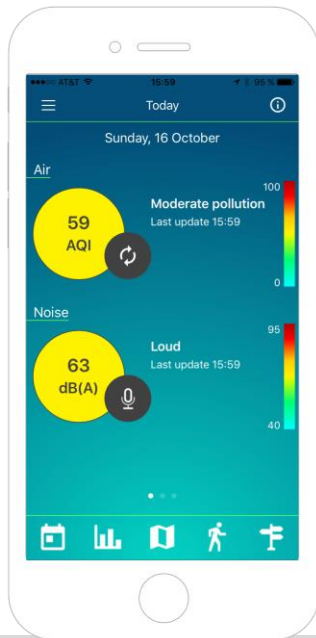 AT&T 15:59 95 %
Today
Sunday, 16 October
Air
100
59
AQI
Moderate pollution
Last update 15:59
0
Noise
95
63
dB(A)
Loud
Last update 15:59
40